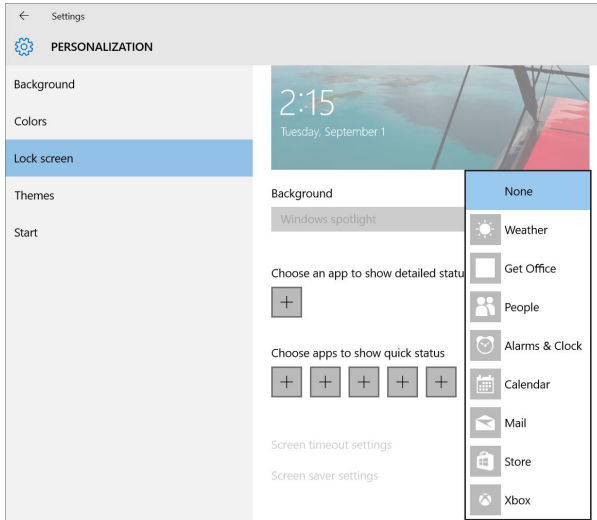 Settings
PERSONALIZATION
Background
Colors
Lock screen
Themes
Start
2:15
Tuesday, September 1
Background
Windows spotlight
Choose an app to show detailed statu
Choose apps to show quick status
Screen timeout settings
Screen saver settings
None
Weather
Get Office
People
Alarms & Clock
Calendar
Mail
Store
Xbox